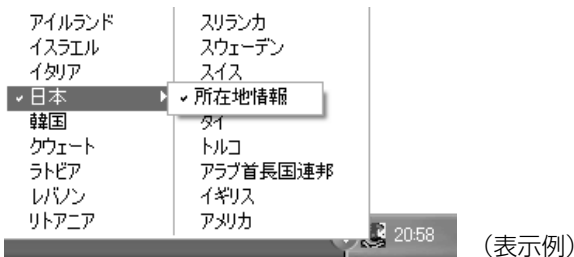 アイルランド
イスラエル
イタリア
日本
韓国
クウェート
ラトビア
レバノン
リトアニア
スリランカ
スウェーデン
スイス
所在地情報
タイ
トルコ
アラブ首長国連邦
イギリス
アメリカ
20:58
(表示例)